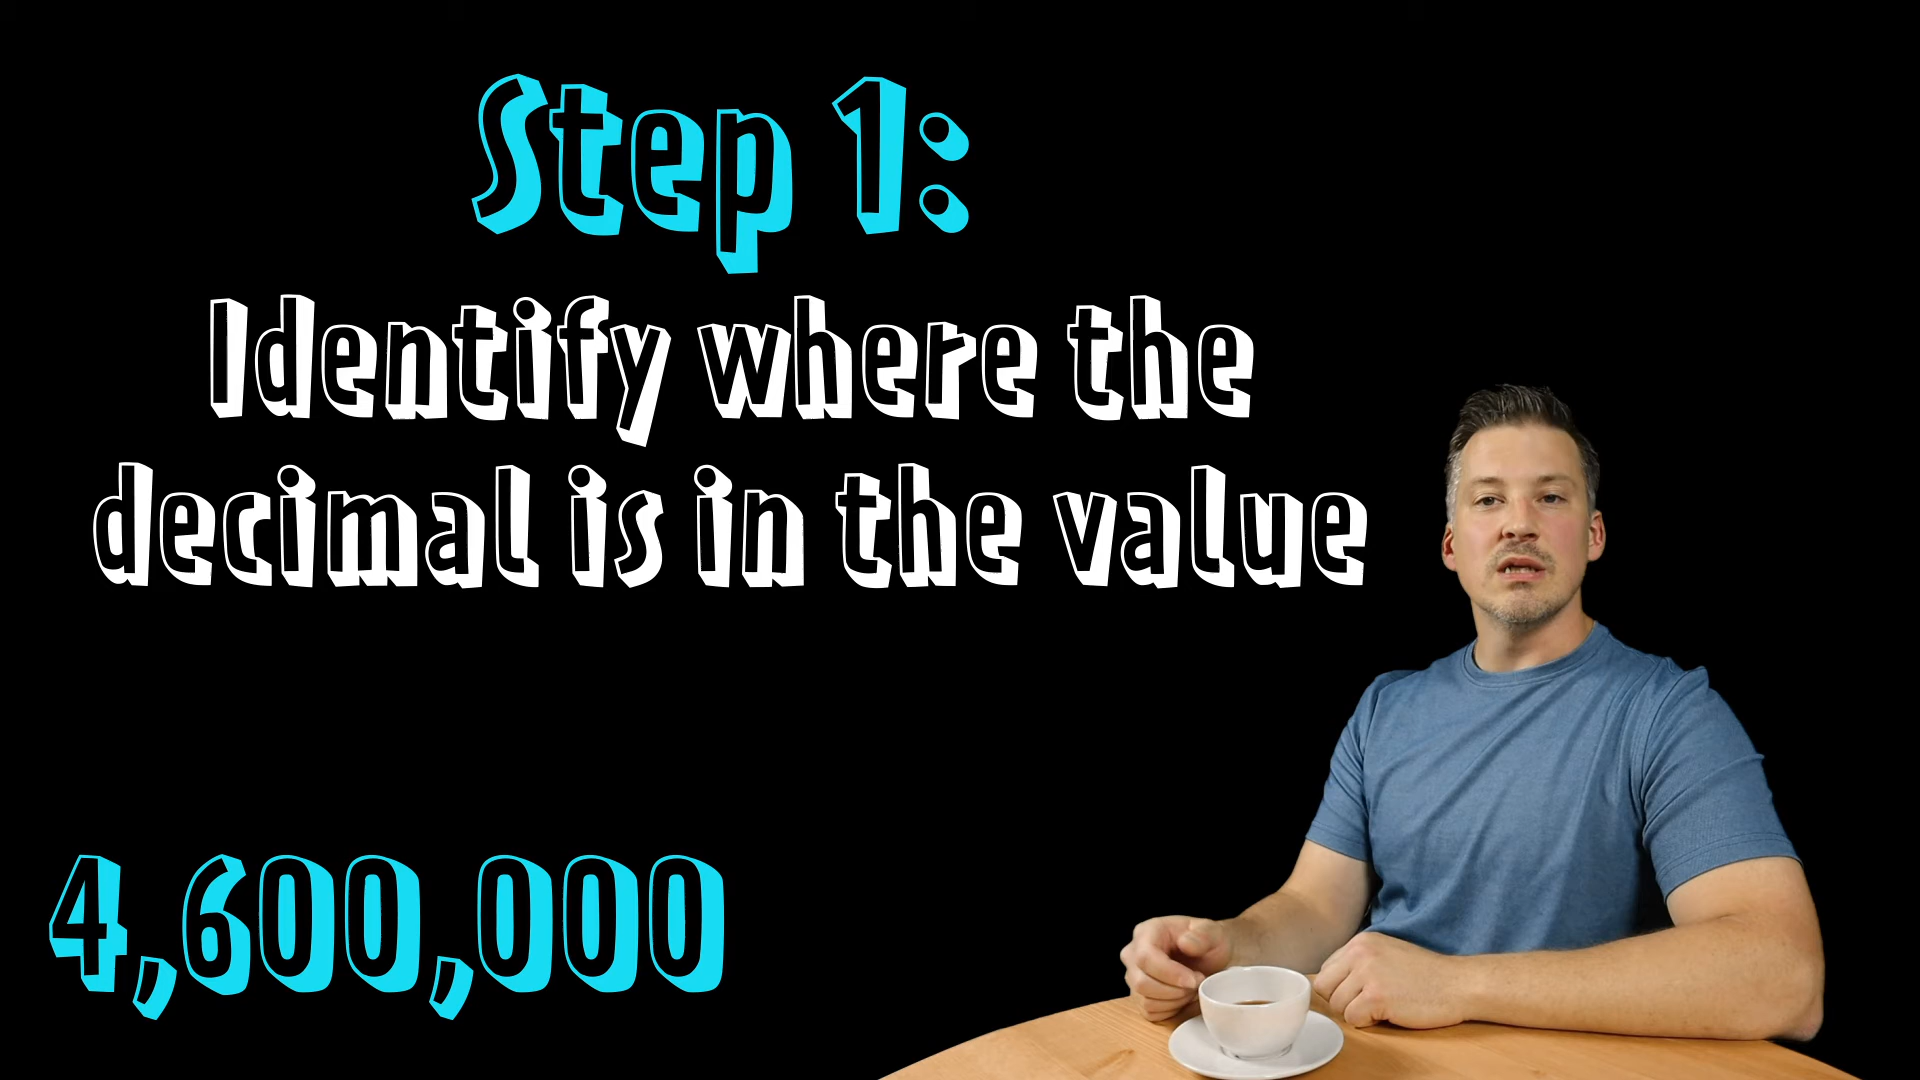 Step 1:
Identify where the
decimal is in the value
4,600,000